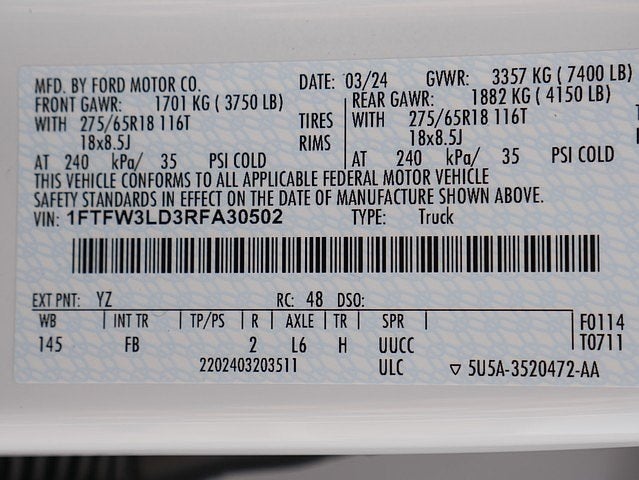 MFD. BY FORD MOTOR CO. DATE: 03/24 GVWR: 3357 KG ( 7400 LB)
FRONT GAWR: 1701 KG ( 3750 LB) REAR GAWR: 1882 KG ( 4150 LB)
WITH 275/65R18 116T TIRES WITH 275/65R18 116T
18x8.5J RIMS 18x8.5J
AT 240 kPa/ 35 PSI COLD AT 240 kPa/ 35 PSI COLD
THIS VEHICLE CONFORMS TO ALL APPLICABLE FEDERAL MOTOR VEHICLE
SAFETY STANDARDS IN EFFECT ON THE DATE OF MANUFACTURE SHOWN ABOVE.
VIN: 1FTFW3LD3RFA30502 TYPE: Truck
EXT PNT: YZ RC: 48 DSO:
WB | INT TR | TP/PS | R | AXLE | TR | SPR | F0114
145 FB 2 L6 H UUCC T0711
2202403203511 ULC ▽ 5U5A-3520472-AA